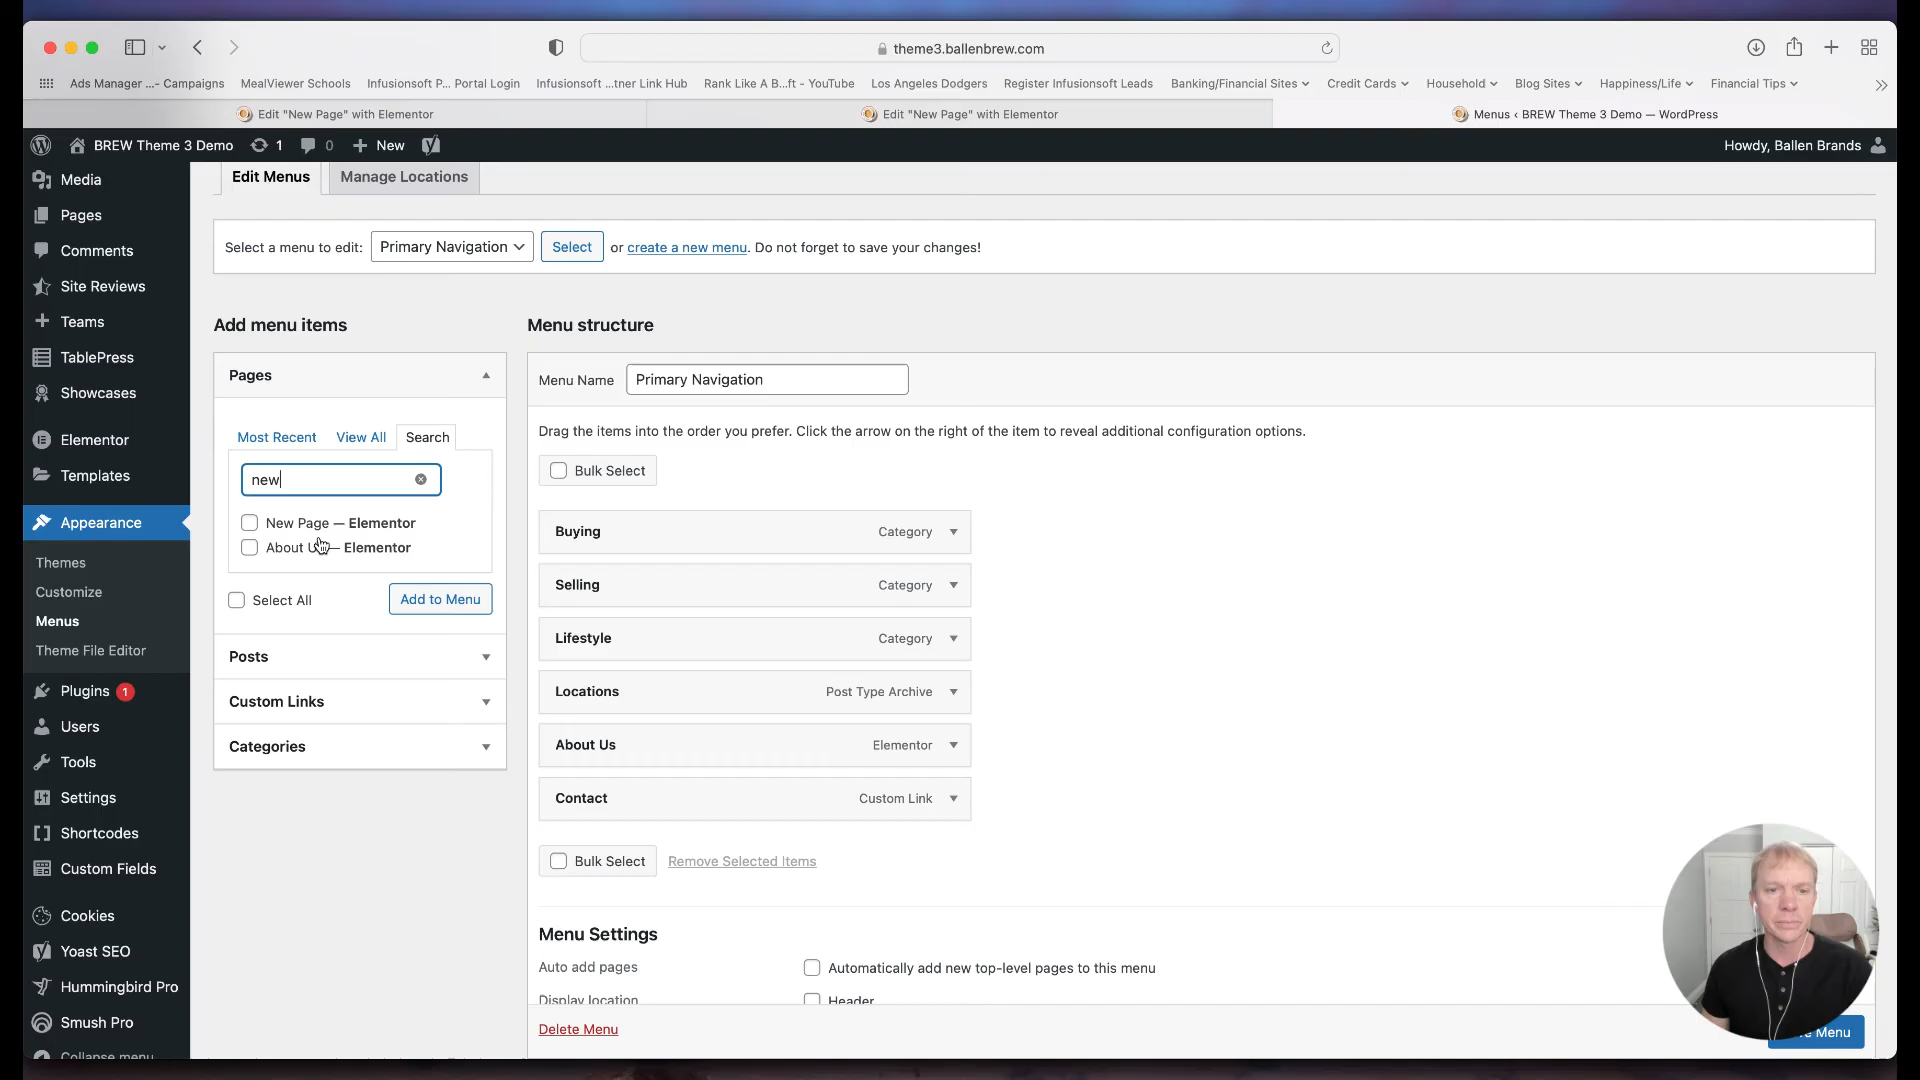 theme3.ballenbrew.com
Ads Manager ...- Campaigns
MealViewer Schools
Infusionsoft P... Portal Login
Infusionsoft ...tner Link Hub
Rank Like A B...ft - YouTube
Los Angeles Dodgers
Register Infusionsoft Leads
Banking/Financial Sites
Credit Cards
Household
Blog Sites
Happiness/Life
Financial Tips
Edit "New Page" with Elementor
Edit "New Page" with Elementor
Menus ‹ BREW Theme 3 Demo — WordPress
BREW Theme 3 Demo
1
0
New
Howdy, Ballen Brands
Media
Pages
Comments
Site Reviews
Teams
TablePress
Showcases
Elementor
Templates
Appearance
Themes
Customize
Menus
Theme File Editor
Plugins 1
Users
Tools
Settings
Shortcodes
Custom Fields
Cookies
Yoast SEO
Hummingbird Pro
Smush Pro
Collapse menu
Edit Menus
Manage Locations
Select a menu to edit: Primary Navigation Select or create a new menu. Do not forget to save your changes!
Add menu items
Pages
Most Recent
View All
Search
new
New Page — Elementor
About — Elementor
Select All
Add to Menu
Posts
Custom Links
Categories
Menu structure
Menu Name Primary Navigation
Drag the items into the order you prefer. Click the arrow on the right of the item to reveal additional configuration options.
Bulk Select
Buying Category
Selling Category
Lifestyle Category
Locations Post Type Archive
About Us Elementor
Contact Custom Link
Bulk Select
Remove Selected Items
Menu Settings
Auto add pages
Automatically add new top-level pages to this menu
Display location
Header
Delete Menu
Menu